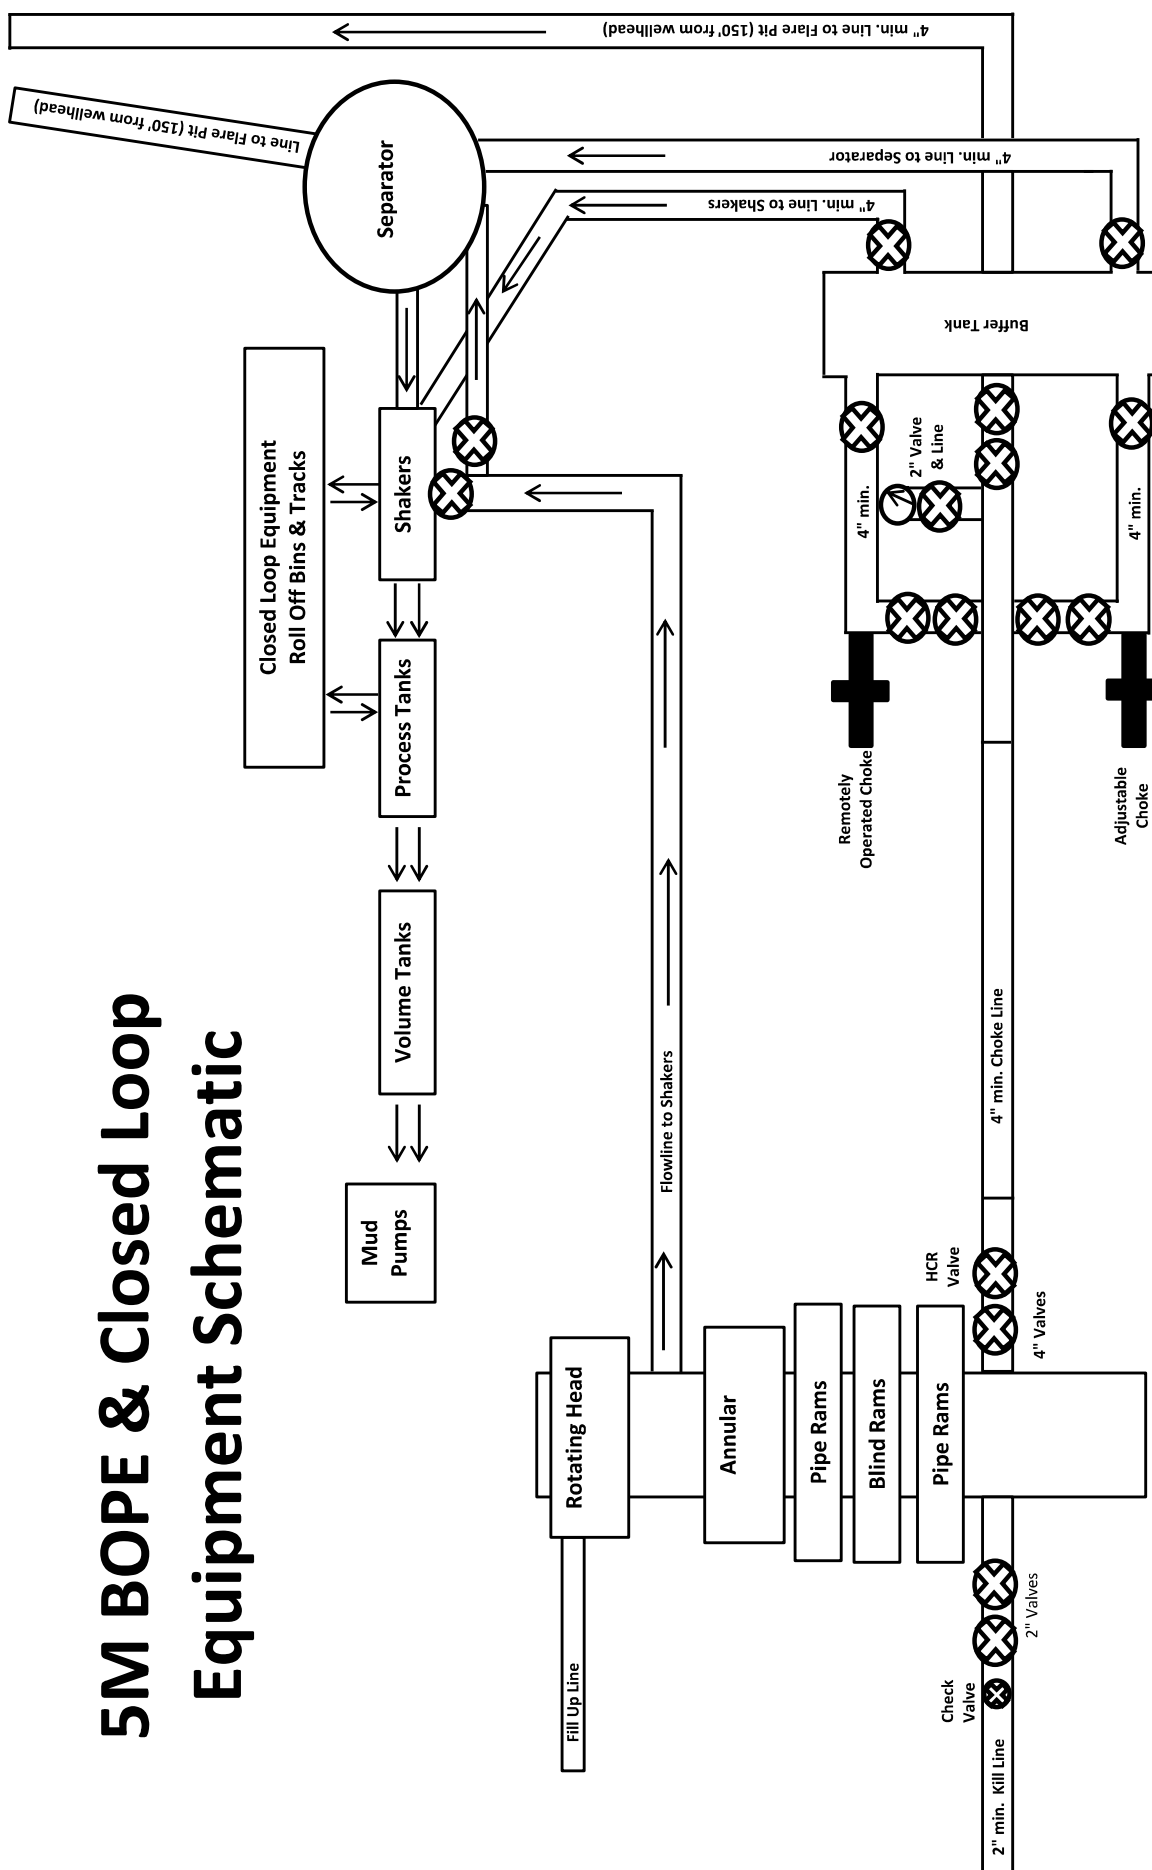 5M BOPE & Closed Loop
Equipment Schematic
Mud
Pumps
Volume Tanks
Process Tanks
Shakers
Closed Loop Equipment
Roll Off Bins & Tracks
Separator
Line to Flare Pit (150' from wellhead)
4" min. Line to Flare Pit (150' from wellhead)
4" min. Line to Separator
4" min. Line to Shakers
Fill Up Line
Rotating Head
Flowline to Shakers
Annular
Pipe Rams
Blind Rams
Pipe Rams
2" min.  Kill Line
Check
Valve
2" Valves
HCR
Valve
4" Valves
4" min. Choke Line
Remotely
Operated Choke
Adjustable
Choke
4" min.
2" Valve
& Line
4" min.
Buffer Tank